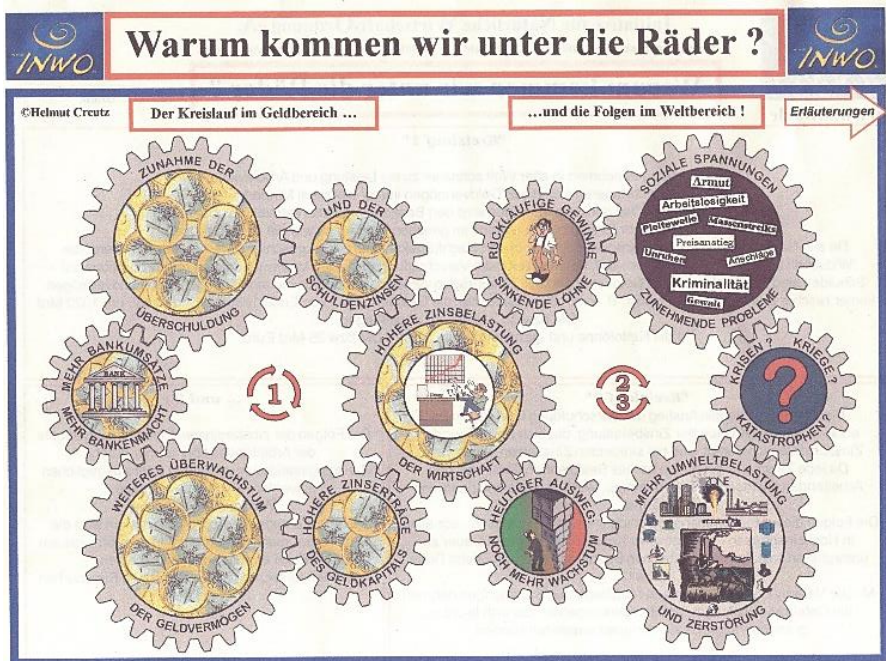 INWO
Warum kommen wir unter die Räder ?
INWO
©Helmut Creutz
Der Kreislauf im Geldbereich ...
...und die Folgen im Weltbereich !
Erläuterungen
ZUNAHME DER
ÜBERSCHULDUNG
UND DER
SCHULDENZINSEN
RÜCKLÄUFIGE GEWINNE
SINKENDE LÖHNE
SOZIALE SPANNUNGEN
Armut
Arbeitslosigkeit
Pleitewelle Massenstreiks
Preisanstieg
Unruhen Anschläge
Kriminalität
Gewalt
ZUNEHMENDE PROBLEME
MEHR BANKUMSÄTZE
BANK
MEHR BANKENMACHT
1
HÖHERE ZINSBELASTUNG
DER WIRTSCHAFT
2
3
KRISEN ? KRIEGE ?
?
KATASTROPHEN ?
WEITERES ÜBERWACHSTUM
DER GELDVERMÖGEN
HÖHERE ZINSERTRÄGE
DES GELDKAPITALS
HEUTIGER AUSWEG:
NOCH MEHR WACHSTUM
MEHR UMWELTBELASTUNG
UND ZERSTÖRUNG